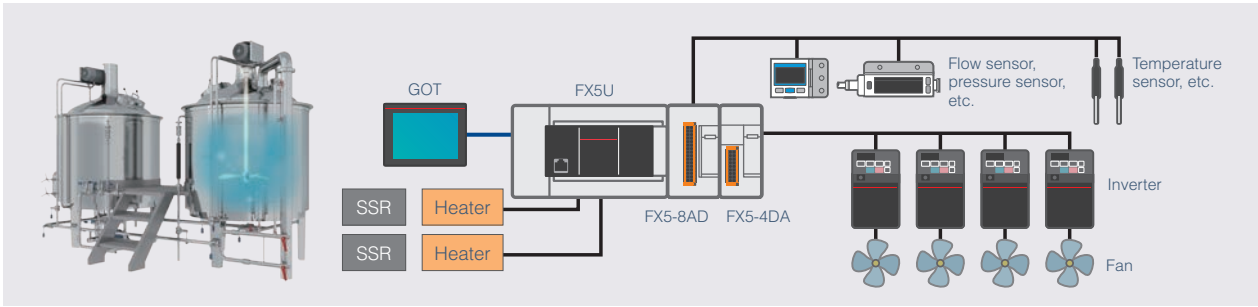 GOT
FX5U
Flow sensor,
pressure sensor,
etc.
Temperature
sensor, etc.
SSR
Heater
FX5-8AD
FX5-4DA
Inverter
SSR
Heater
Fan